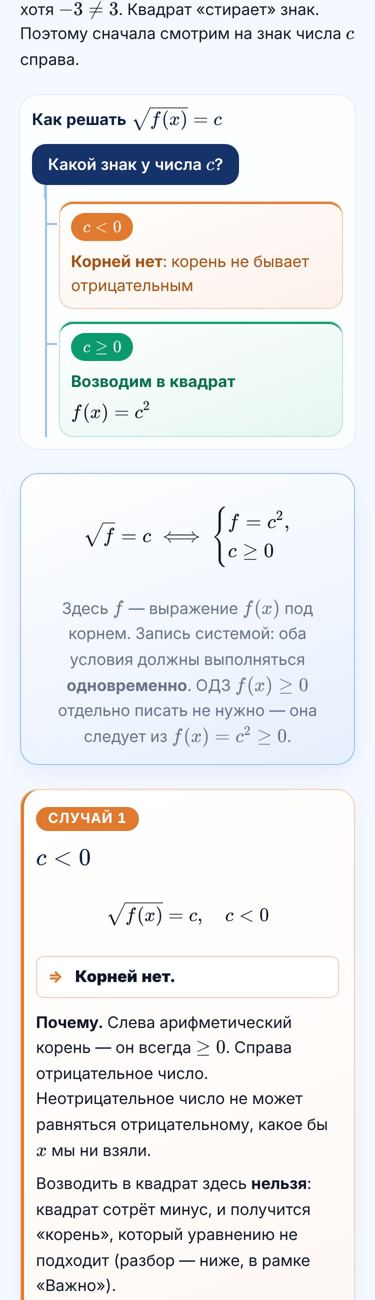 хотя −3 ≠ 3. Квадрат «стирает» знак.
Поэтому сначала смотрим на знак числа c
справа.
Как решать √f(x) = c
Какой знак у числа c?
c < 0
Корней нет: корень не бывает
отрицательным
c ≥ 0
Возводим в квадрат
f(x) = c²
√f = c ⟺ { f = c²,
c ≥ 0
Здесь f — выражение f(x) под
корнем. Запись системой: оба
условия должны выполняться
одновременно. ОДЗ f(x) ≥ 0
отдельно писать не нужно — она
следует из f(x) = c² ≥ 0.
СЛУЧАЙ 1
c < 0
√f(x) = c, c < 0
⇒ Корней нет.
Почему. Слева арифметический
корень — он всегда ≥ 0. Справа
отрицательное число.
Неотрицательное число не может
равняться отрицательному, какое бы
x мы ни взяли.
Возводить в квадрат здесь нельзя:
квадрат сотрёт минус, и получится
«корень», который уравнению не
подходит (разбор — ниже, в рамке
«Важно»).